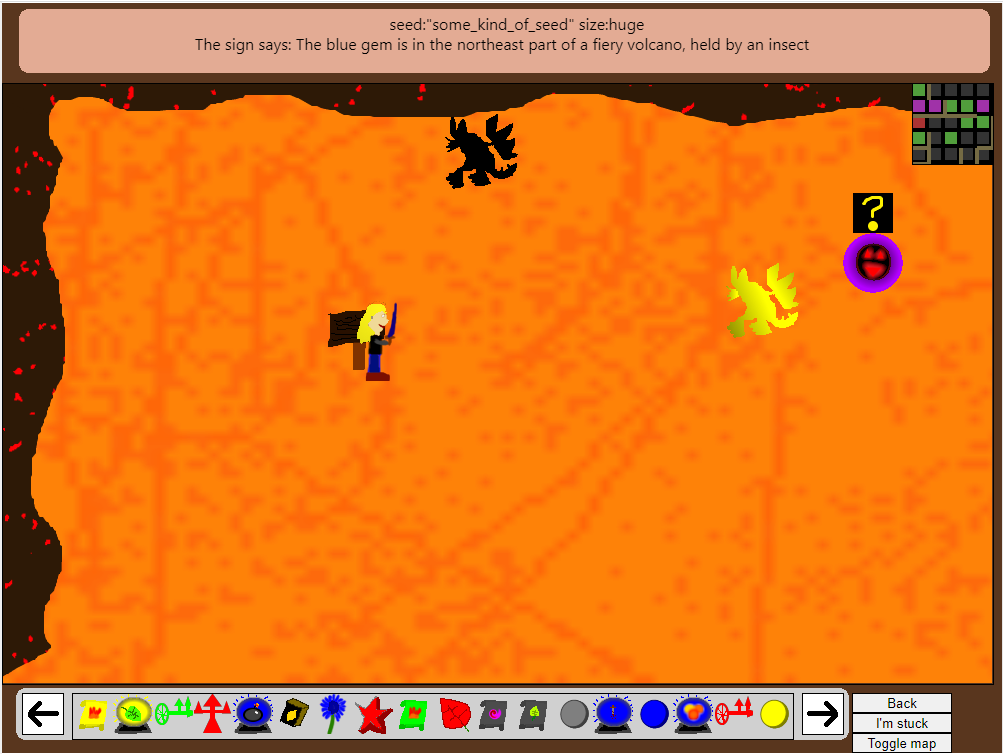 seed:"some_kind_of_seed" size:huge
The sign says: The blue gem is in the northeast part of a fiery volcano, held by an insect
?
Back
I'm stuck
Toggle map